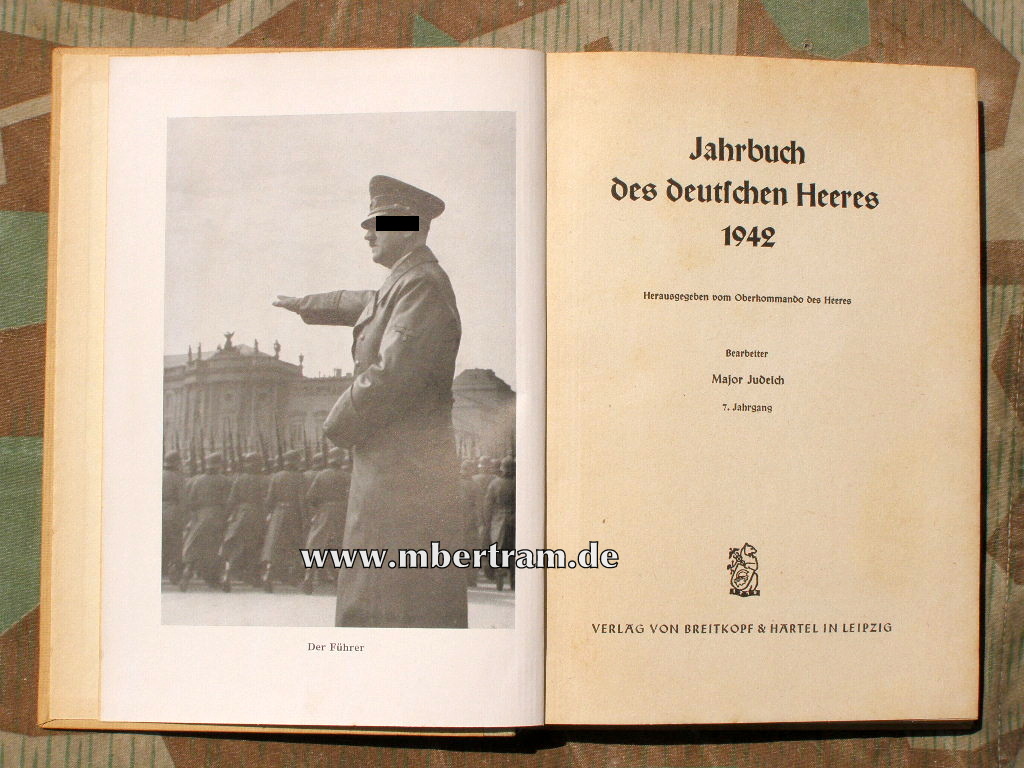 Der Führer
Jahrbuch
des deutschen Heeres
1942
Herausgegeben vom Oberkommando des Heeres
Bearbeiter
Major Judeich
7. Jahrgang
VERLAG VON BREITKOPF & HÄRTEL IN LEIPZIG
www.mbertram.de